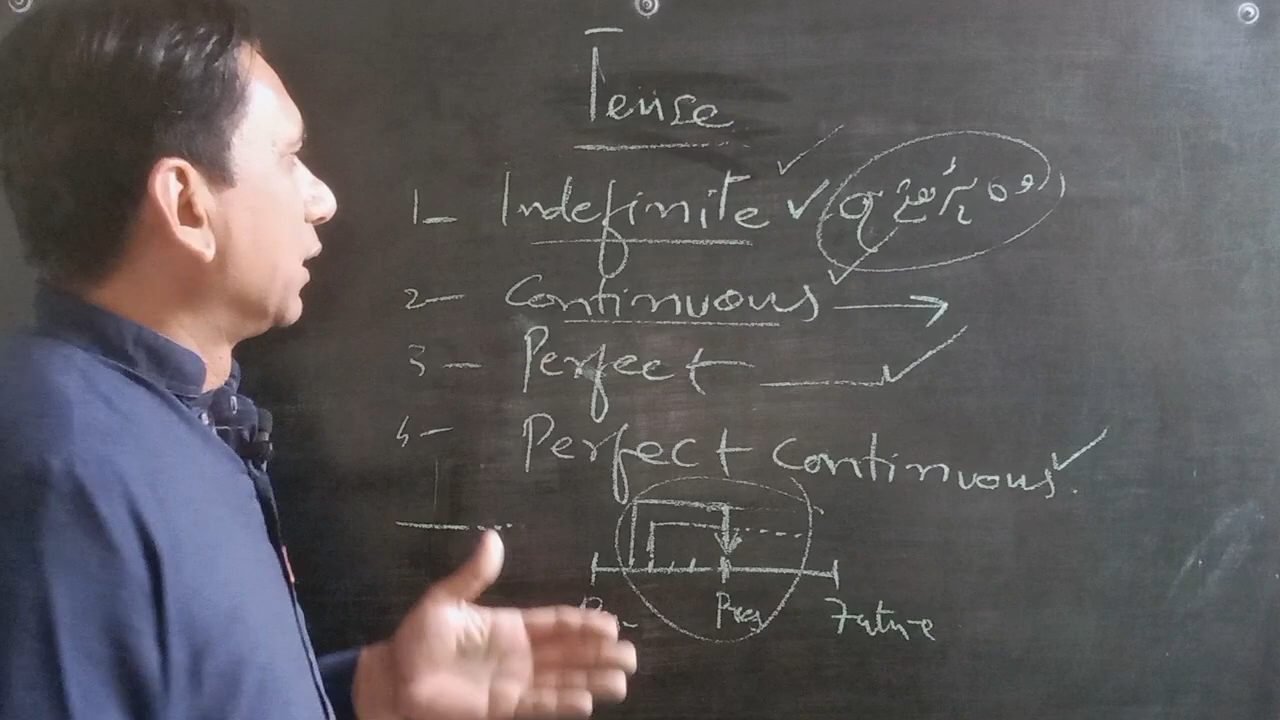 Tense
1- Indefinite ✓ ✓
2- Continuous ✓ →
3- Perfect ✓
4- Perfect Continuous ✓
Pres Future